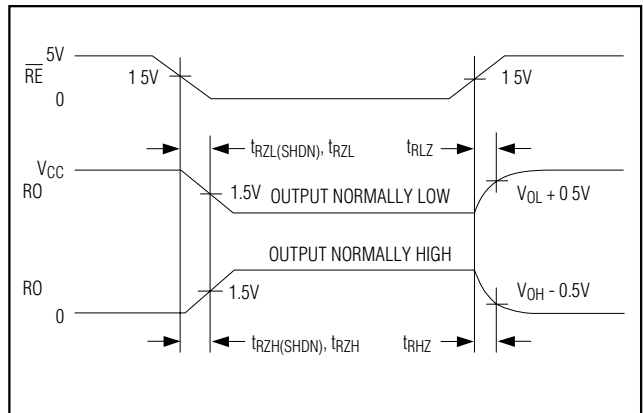 5V
RE
1 5V
1 5V
0
tRZL(SHDN), tRZL
tRLZ
VCC
RO
1.5V
OUTPUT NORMALLY LOW
VOL + 0 5V
OUTPUT NORMALLY HIGH
RO
1.5V
VOH - 0.5V
0
tRZH(SHDN), tRZH
tRHZ